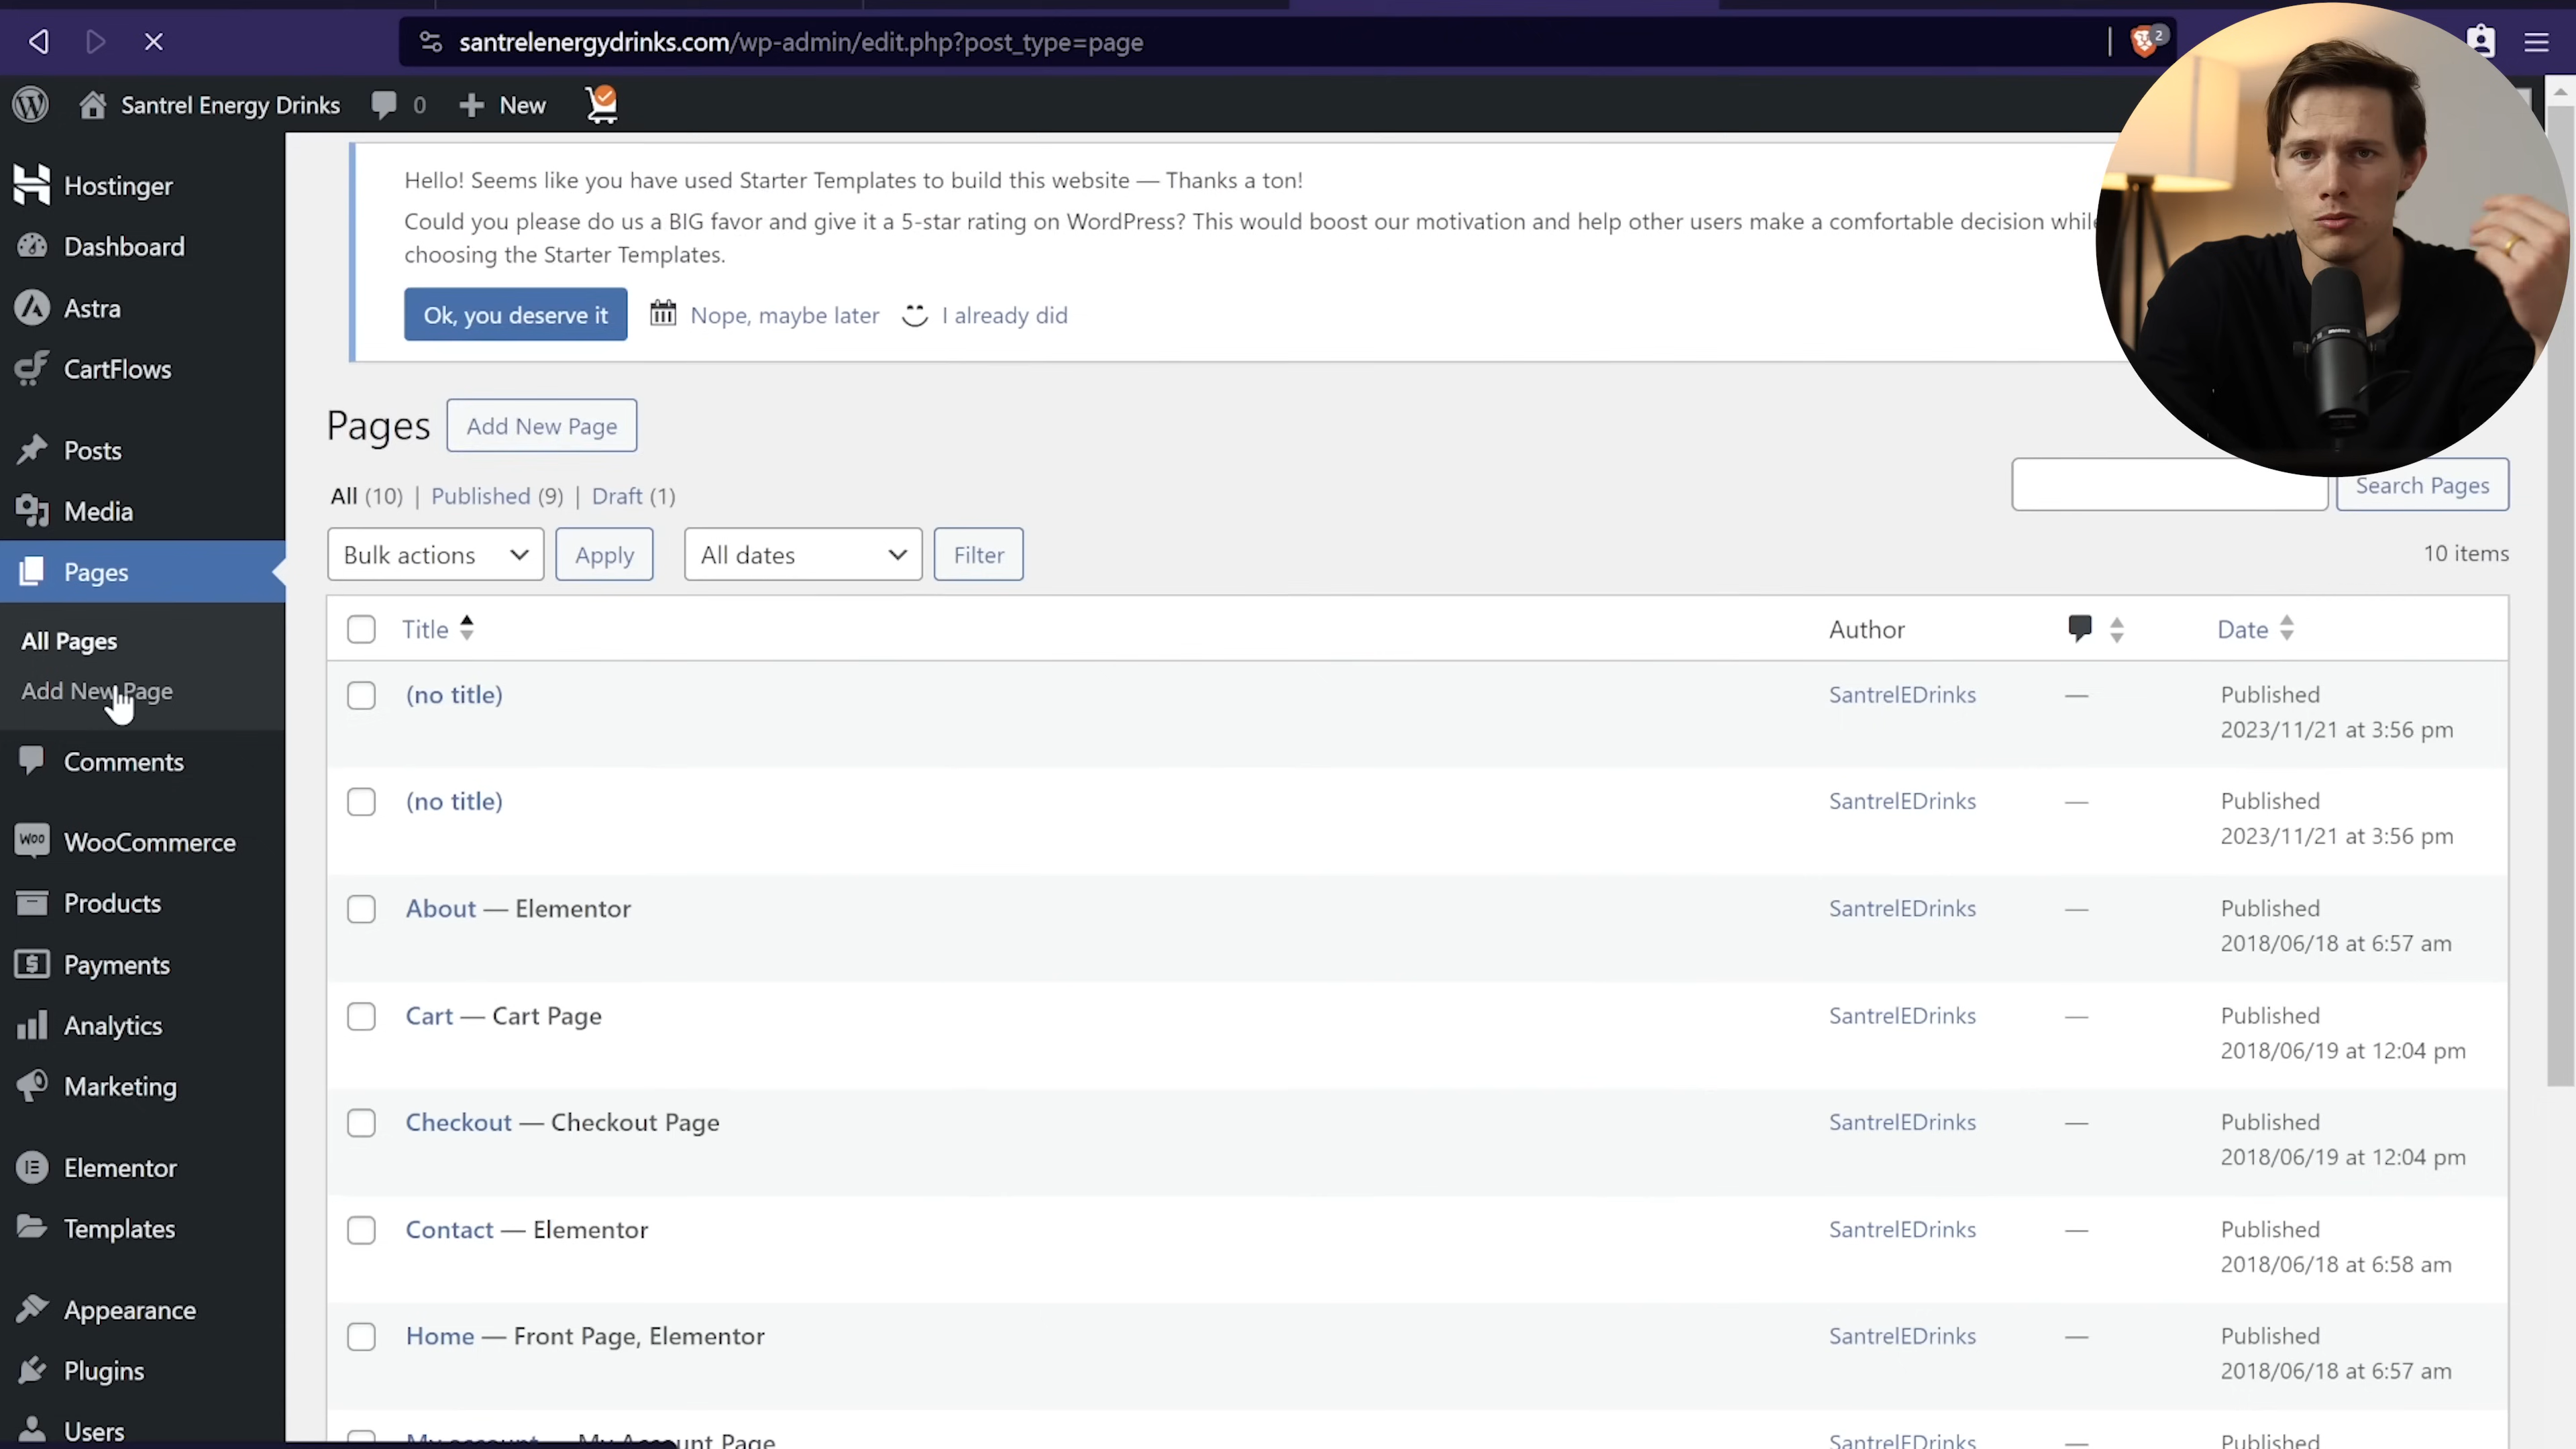 santrelenergydrinks.com/wp-admin/edit.php?post_type=page
2
Santrel Energy Drinks
0
New
Hostinger
Dashboard
Astra
CartFlows
Posts
Media
Pages
All Pages
Add New Page
Comments
WooCommerce
Products
Payments
Analytics
Marketing
Elementor
Templates
Appearance
Plugins
Users
Hello! Seems like you have used Starter Templates to build this website — Thanks a ton!
Could you please do us a BIG favor and give it a 5-star rating on WordPress? This would boost our motivation and help other users make a comfortable decision while
choosing the Starter Templates.
Ok, you deserve it
Nope, maybe later
I already did
Pages
Add New Page
All (10) | Published (9) | Draft (1)
Search Pages
Bulk actions
Apply
All dates
Filter
10 items
Title
Author
Date
(no title)
SantrelEDrinks
—
Published
2023/11/21 at 3:56 pm
(no title)
SantrelEDrinks
—
Published
2023/11/21 at 3:56 pm
About — Elementor
SantrelEDrinks
—
Published
2018/06/18 at 6:57 am
Cart — Cart Page
SantrelEDrinks
—
Published
2018/06/19 at 12:04 pm
Checkout — Checkout Page
SantrelEDrinks
—
Published
2018/06/19 at 12:04 pm
Contact — Elementor
SantrelEDrinks
—
Published
2018/06/18 at 6:58 am
Home — Front Page, Elementor
SantrelEDrinks
—
Published
2018/06/18 at 6:57 am
My account — My Account Page
SantrelEDrinks
—
Published